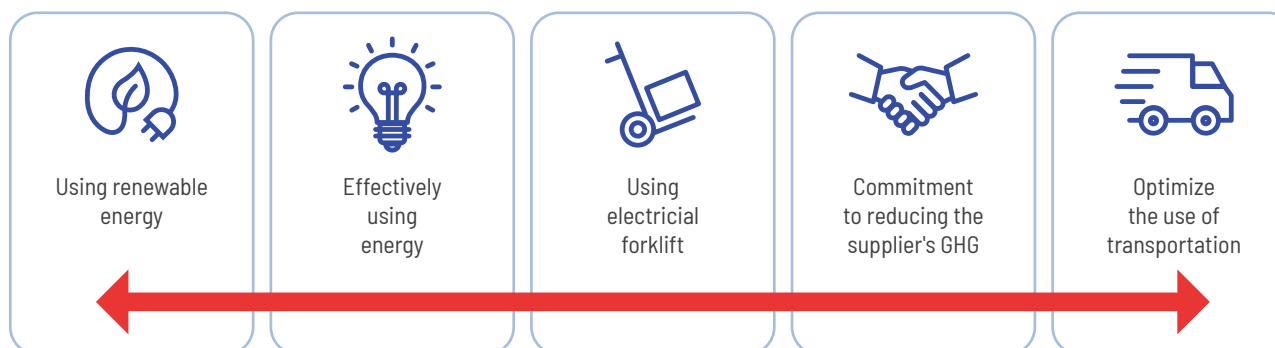 Using renewable
energy
Effectively
using
energy
Using
electricial
forklift
Commitment
to reducing the
supplier's GHG
Optimize
the use of
transportation